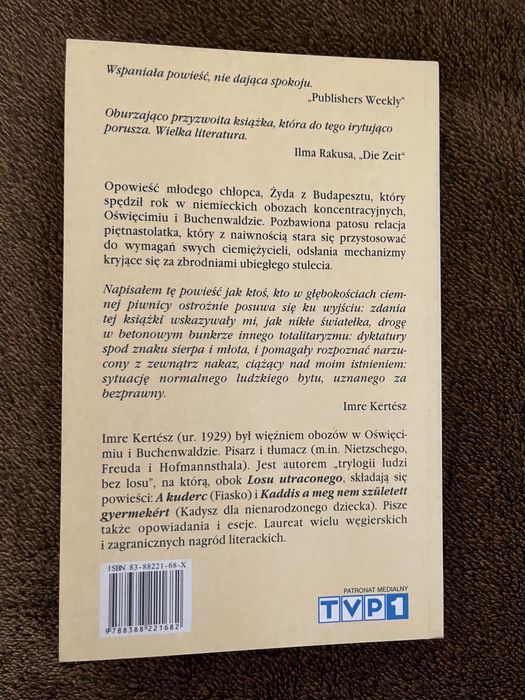 Wspaniała powieść, nie dająca spokoju.
„Publishers Weekly”
Oburzająco przyzwoita książka, która do tego irytująco
porusza. Wielka literatura.
Ilma Rakusa, „Die Zeit“
Opowieść młodego chłopca, Żyda z Budapesztu, który
spędził rok w niemieckich obozach koncentracyjnych,
Oświęcimiu i Buchenwaldzie. Pozbawiona patosu relacja
piętnastolatka, który z naiwnością stara się przystosować
do wymagań swych ciemiężycieli, odsłania mechanizmy
kryjące się za zbrodniami ubiegłego stulecia.
Napisałem tę powieść jak ktoś, kto w głębokościach ciem-
nej piwnicy ostrożnie posuwa się ku wyjściu: zdania
tej książki wskazywały mi, jak nikłe światełka, drogę
w betonowym bunkrze innego totalitaryzmu: dyktatury
spod znaku sierpa i młota, i pomagały rozpoznać narzu-
cony z zewnątrz nakaz, ciążący nad moim istnieniem:
sytuację normalnego ludzkiego bytu, uznanego za
bezprawny.
Imre Kertész
Imre Kertész (ur. 1929) był więźniem obozów w Oświęci-
miu i Buchenwaldzie. Pisarz i tłumacz (m.in. Nietzschego,
Freuda i Hofmannsthala). Jest autorem „trylogii ludzi
bez losu”, na którą, obok Losu utraconego, składają się
powieści: A kuderc (Fiasko) i Kaddis a meg nem született
gyermekért (Kadysz dla nienarodzonego dziecka). Pisze
także opowiadania i eseje. Laureat wielu węgierskich
i zagranicznych nagród literackich.
ISBN 83-88221-68-X
9788388221682
PATRONAT MEDIALNY
TVP1